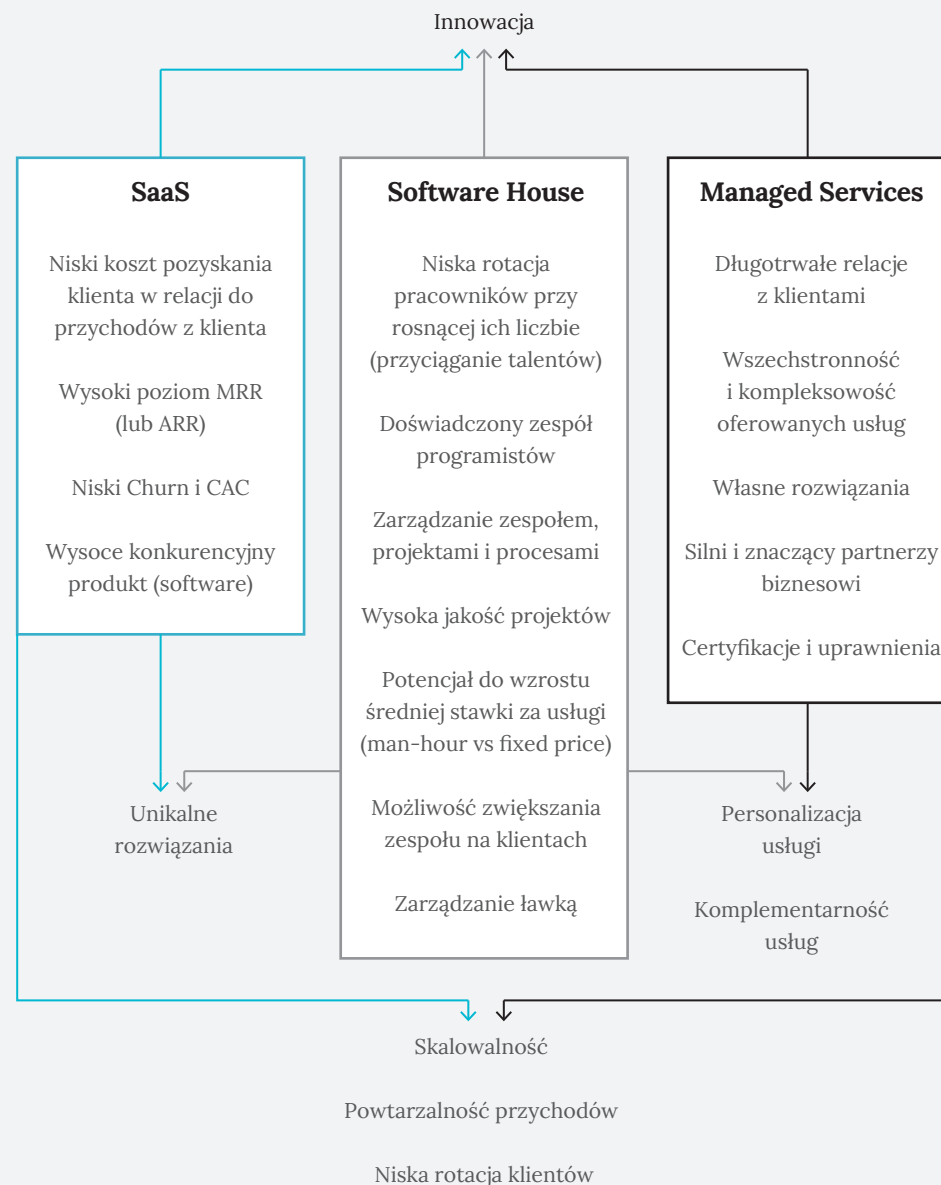 Innowacja
SaaS
Niski koszt pozyskania
klienta w relacji do
przychodów z klienta
Wysoki poziom MRR
(lub ARR)
Niski Churn i CAC
Wysoce konkurencyjny
produkt (software)
Software House
Niska rotacja
pracowników przy
rosnącej ich liczbie
(przyciąganie talentów)
Doświadczony zespół
programistów
Zarządzanie zespołem,
projektami i procesami
Wysoka jakość projektów
Potencjał do wzrostu
średniej stawki za usługi
(man-hour vs fixed price)
Możliwość zwiększania
zespołu na klientach
Zarządzanie ławką
Managed Services
Długotrwałe relacje
z klientami
Wszechstronność
i kompleksowość
oferowanych usług
Własne rozwiązania
Silni i znaczący partnerzy
biznesowi
Certyfikacje i uprawnienia
Unikalne
rozwiązania
Personalizacja
usługi
Komplementarność
usług
Skalowalność
Powtarzalność przychodów
Niska rotacja klientów